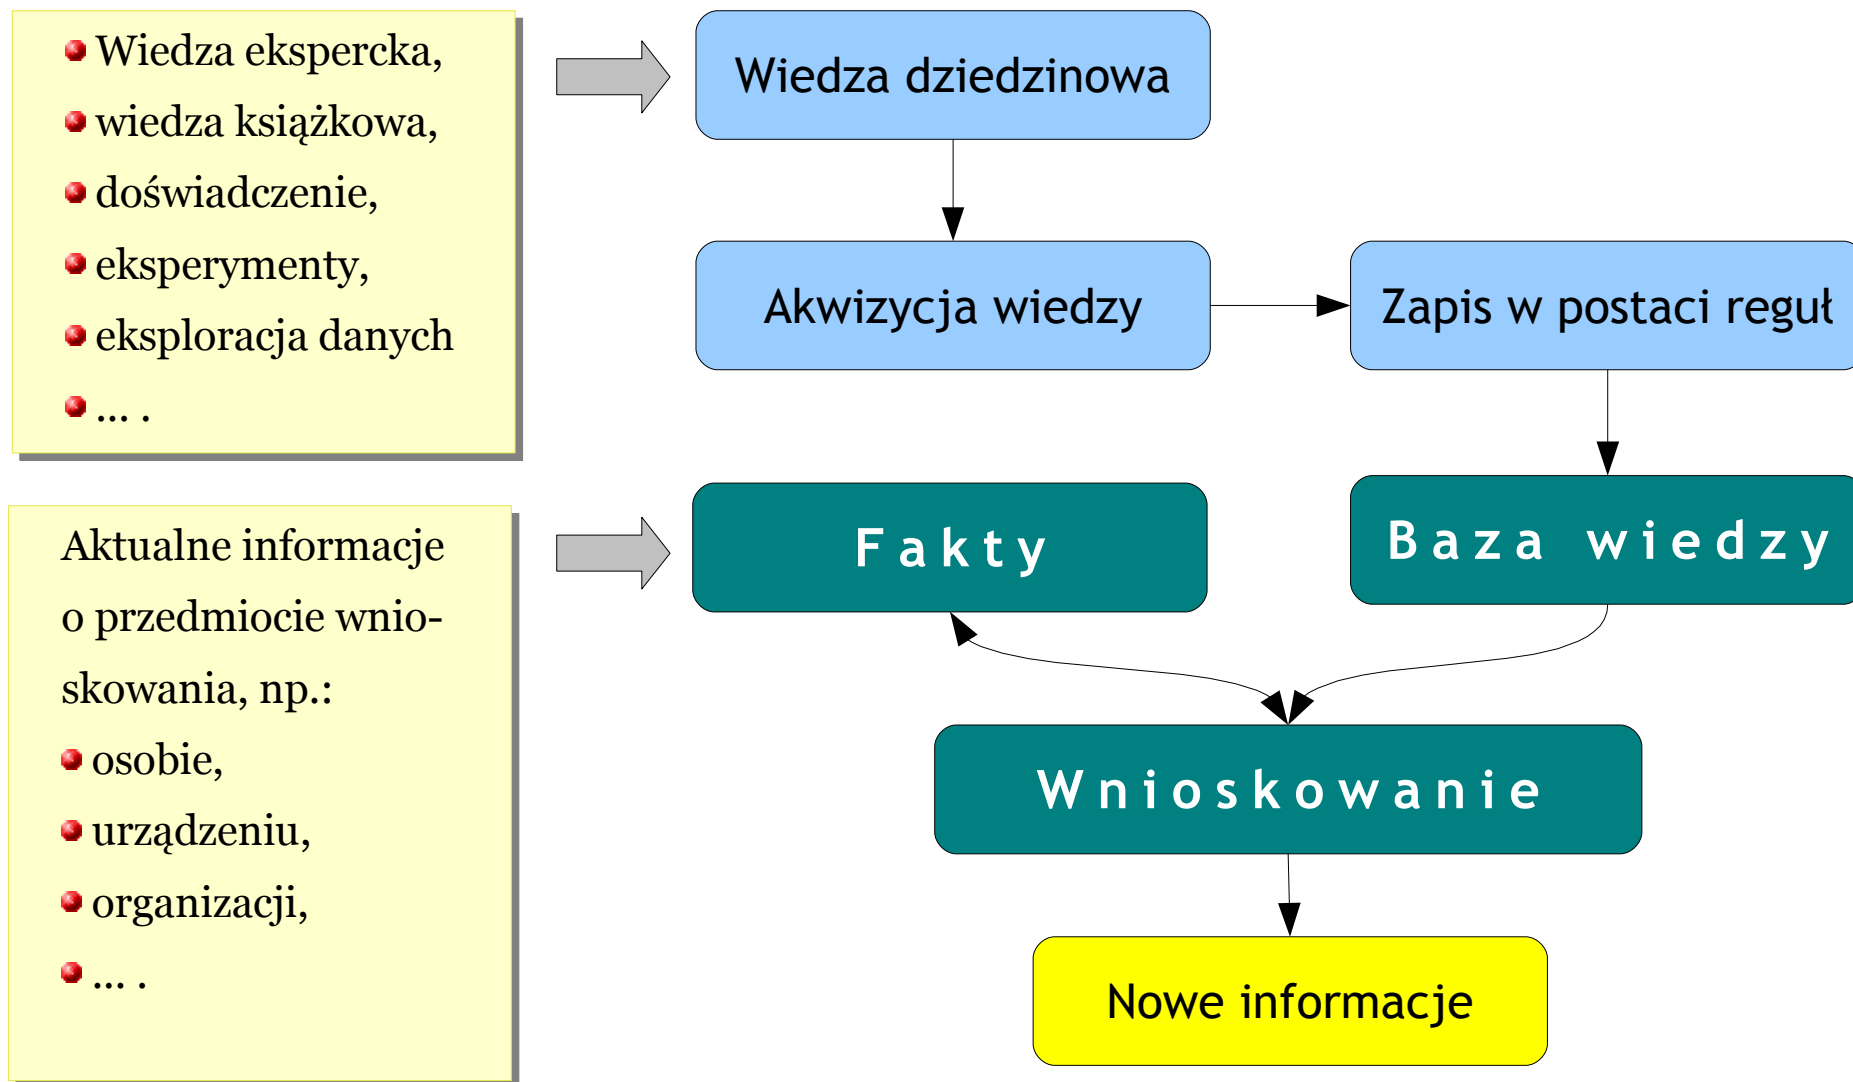 Wiedza ekspercka,
wiedza książkowa,
doświadczenie,
eksperymenty,
eksploracja danych
... .
Wiedza dziedzinowa
Akwizycja wiedzy
Zapis w postaci reguł
Aktualne informacje
o przedmiocie wnio-
skowania, np.:
osobie,
urządzeniu,
organizacji,
... .
Fakty
Baza wiedzy
Wnioskowanie
Nowe informacje